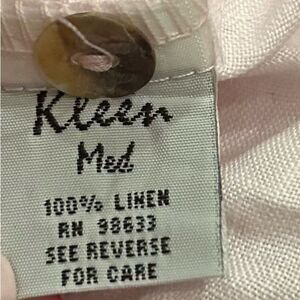 Kleen
Med
100% LINEN
RN 98633
SEE REVERSE
FOR CARE